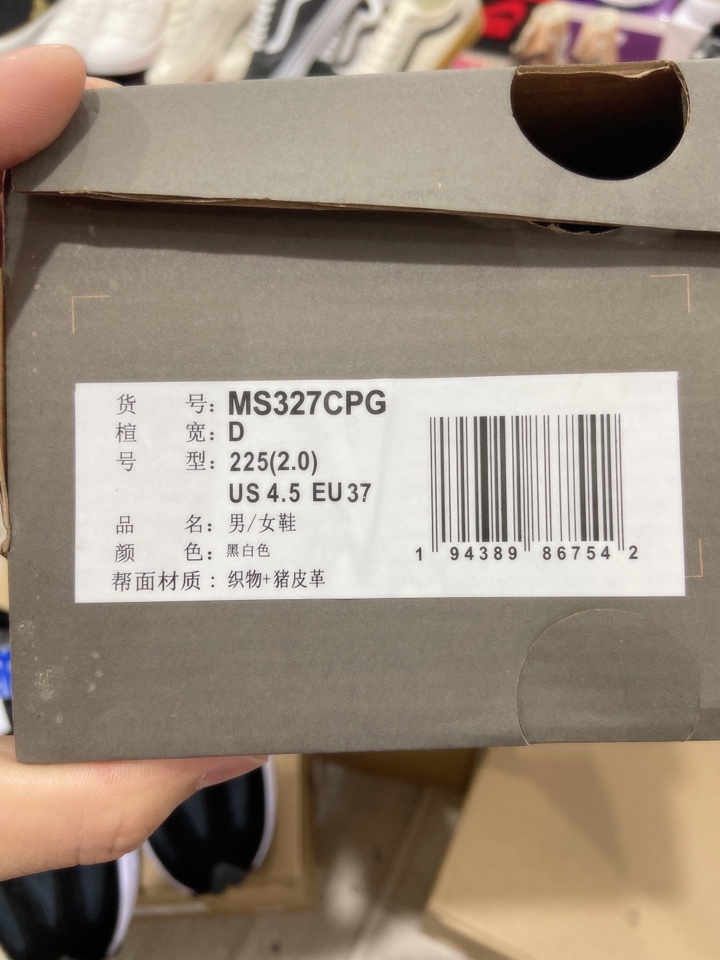 货 号: MS327CPG
楦 宽: D
号 型: 225(2.0)
US 4.5 EU 37
品 名: 男/女鞋
颜 色: 黑白色
帮面材质: 织物+猪皮革
1 94389 86754 2